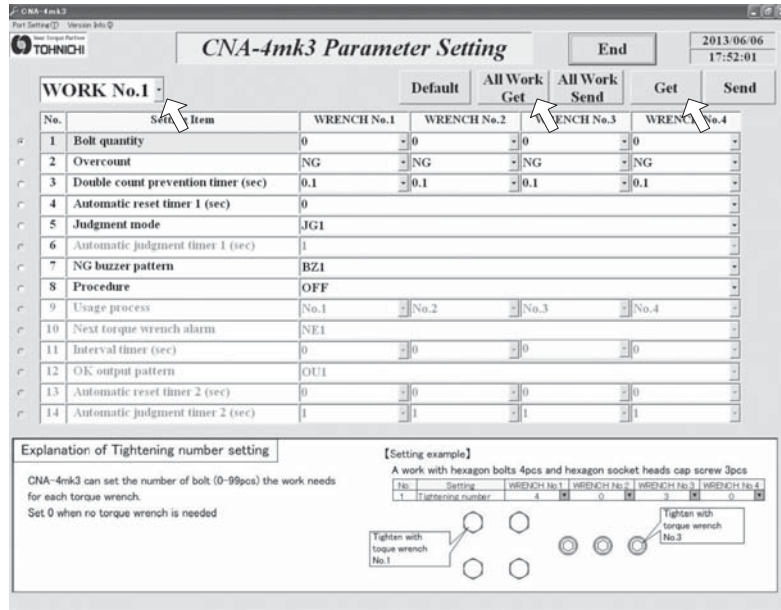 CNA-4mk3
Port Setting(I) Version Info Q
Your Torque Partner
TOHNICHI
CNA-4mk3 Parameter Setting
End
2013/06/06
17:52:01
WORK No.1
Default
All Work Get
All Work Send
Get
Send
No. Setting Item WRENCH No.1 WRENCH No.2 WRENCH No.3 WRENCH No.4
1 Bolt quantity 0 0 0 0
2 Overcount NG NG NG NG
3 Double count prevention timer (sec) 0.1 0.1 0.1 0.1
4 Automatic reset timer 1 (sec) 0
5 Judgment mode JG1
6 Automatic judgment timer 1 (sec) 1
7 NG buzzer pattern BZ1
8 Procedure OFF
9 Usage process No.1 No.2 No.3 No.4
10 Next torque wrench alarm NE1
11 Interval timer (sec) 0 0 0 0
12 OK output pattern OU1
13 Automatic reset timer 2 (sec) 0 0 0 0
14 Automatic judgment timer 2 (sec) 1 1 1 1
Explanation of Tightening number setting
CNA-4mk3 can set the number of bolt (0-99pcs) the work needs
for each torque wrench.
Set 0 when no torque wrench is needed
【Setting example】
A work with hexagon bolts 4pcs and hexagon socket heads cap screw 3pcs
No. Setting WRENCH No.1 WRENCH No.2 WRENCH No.3 WRENCH No.4
1 Tightening number 4 0 3 0
Tighten with
toque wrench
No.1
Tighten with
torque wrench
No.3